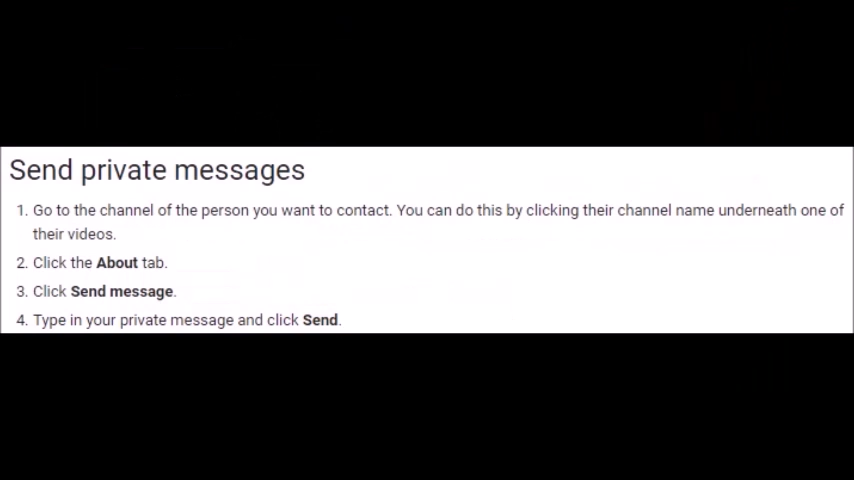 Send private messages
1. Go to the channel of the person you want to contact. You can do this by clicking their channel name underneath one of
their videos.
2. Click the About tab.
3. Click Send message.
4. Type in your private message and click Send.